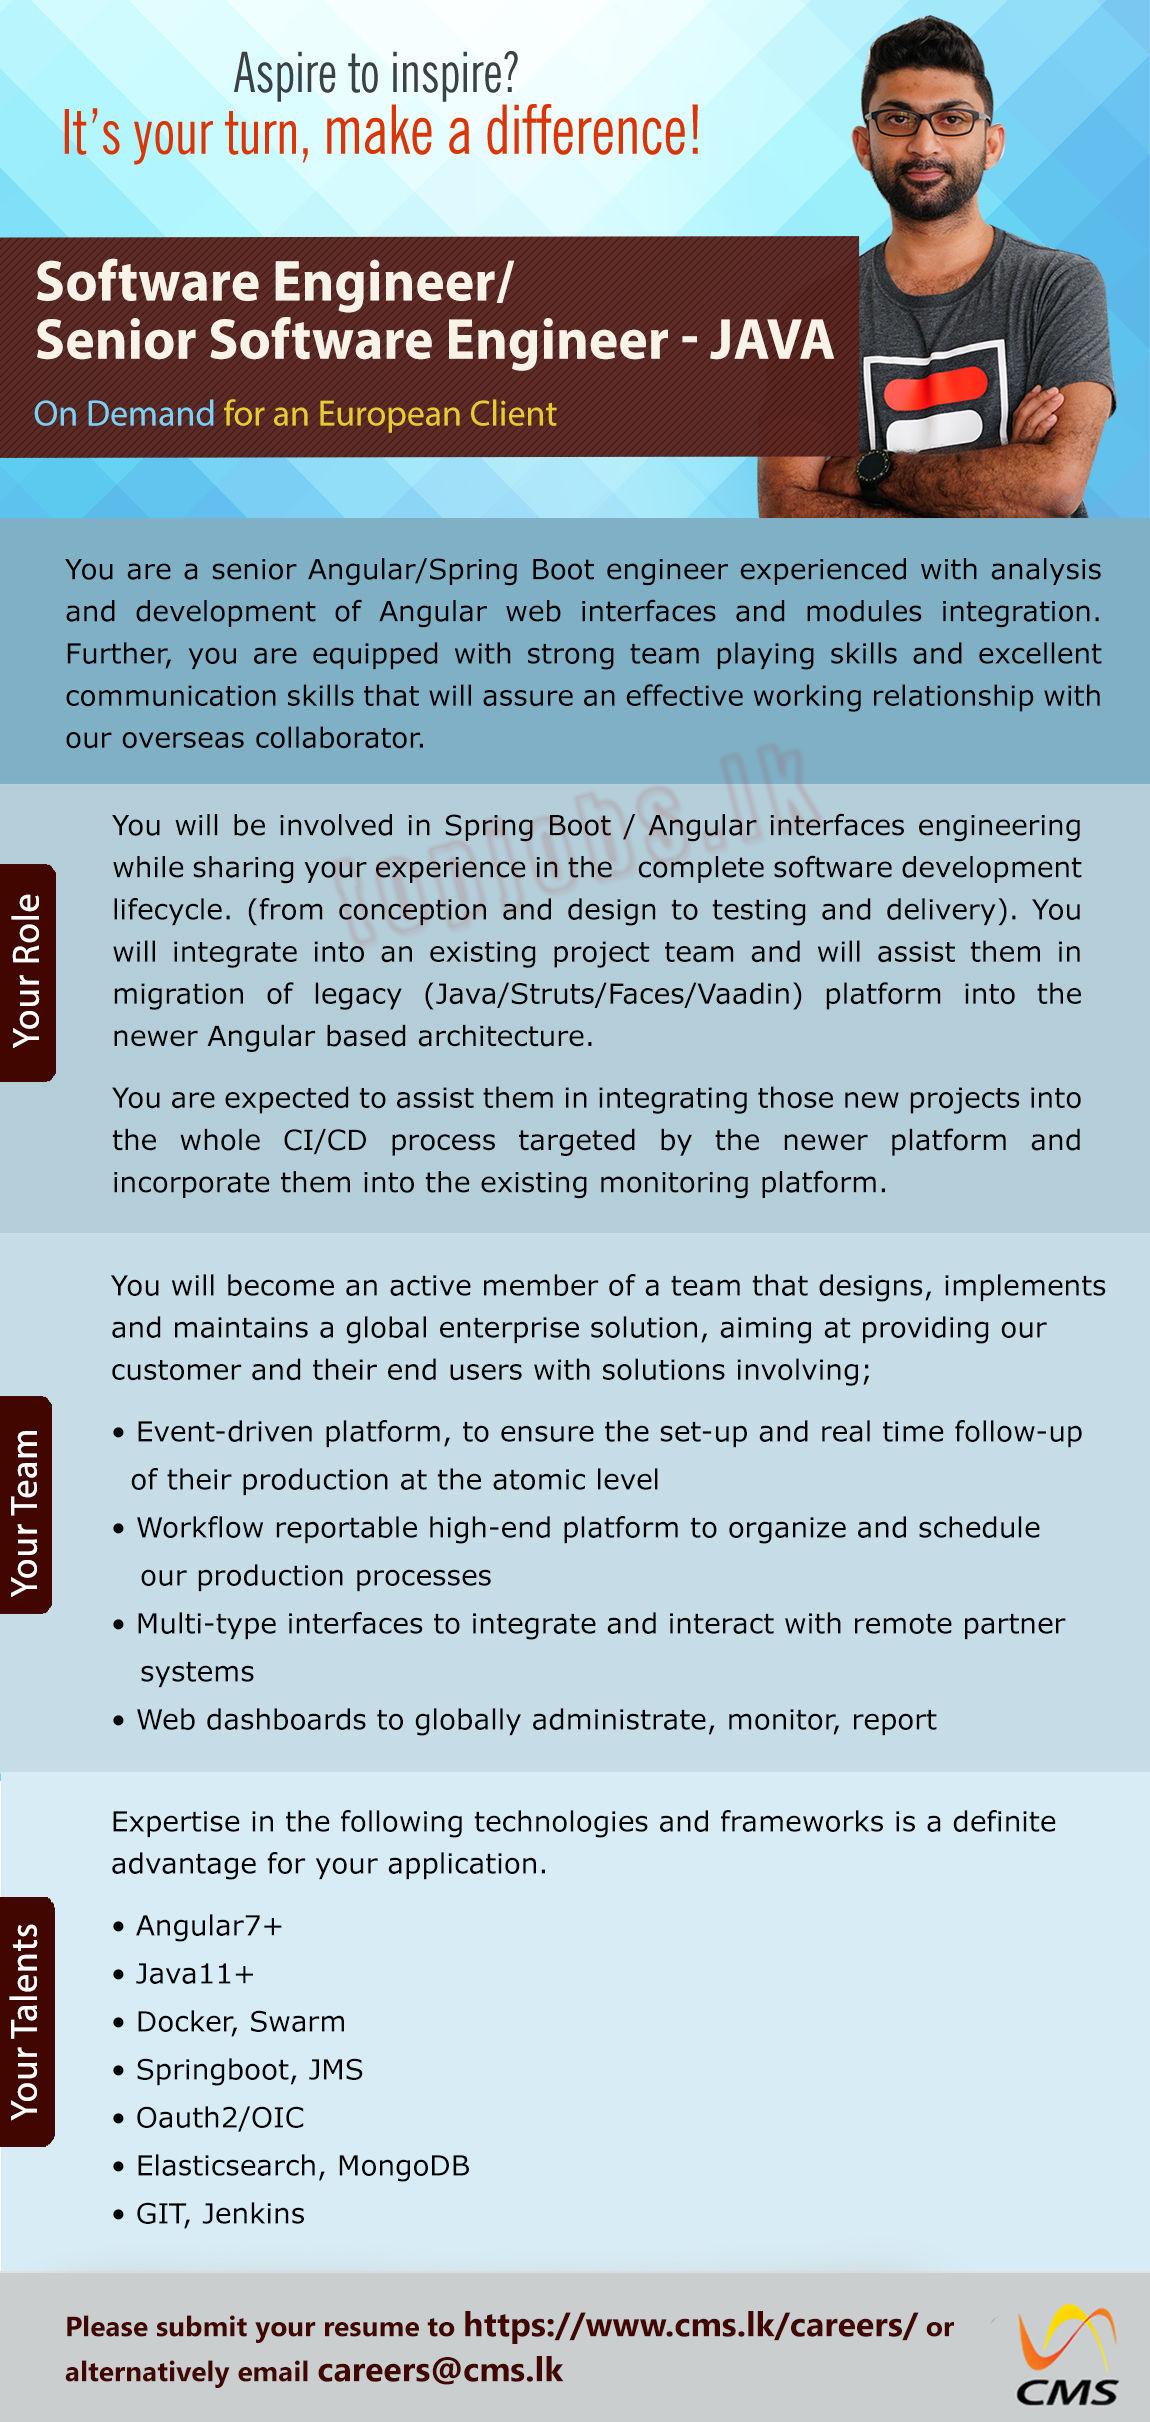 Aspire to inspire?
It's your turn, make a difference!
Software Engineer/
Senior Software Engineer - JAVA
On Demand for an European Client
You are a senior Angular/Spring Boot engineer experienced with analysis
and development of Angular web interfaces and modules integration.
Further, you are equipped with strong team playing skills and excellent
communication skills that will assure an effective working relationship with
our overseas collaborator.
topjobs.lk
Your Role
You will be involved in Spring Boot / Angular interfaces engineering
while sharing your experience in the complete software development
lifecycle. (from conception and design to testing and delivery). You
will integrate into an existing project team and will assist them in
migration of legacy (Java/Struts/Faces/Vaadin) platform into the
newer Angular based architecture.
You are expected to assist them in integrating those new projects into
the whole CI/CD process targeted by the newer platform and
incorporate them into the existing monitoring platform.
Your Team
You will become an active member of a team that designs, implements
and maintains a global enterprise solution, aiming at providing our
customer and their end users with solutions involving;
• Event-driven platform, to ensure the set-up and real time follow-up
of their production at the atomic level
• Workflow reportable high-end platform to organize and schedule
our production processes
• Multi-type interfaces to integrate and interact with remote partner
systems
• Web dashboards to globally administrate, monitor, report
Your Talents
Expertise in the following technologies and frameworks is a definite
advantage for your application.
• Angular7+
• Java11+
• Docker, Swarm
• Springboot, JMS
• Oauth2/OIC
• Elasticsearch, MongoDB
• GIT, Jenkins
Please submit your resume to https://www.cms.lk/careers/ or
alternatively email careers@cms.lk
CMS